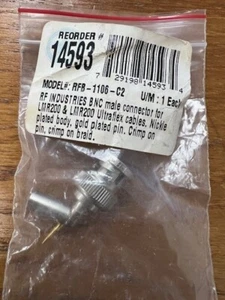 REORDER #
14593
7 29198 14593 4
MODEL#: RFB-1106-C2 U/M: 1 Each
RF INDUSTRIES BNC male connector for
LMR200 & LMR200 Ultraflex cables. Nickle
plated body, gold plated pin. Crimp on
pin, crimp on braid.